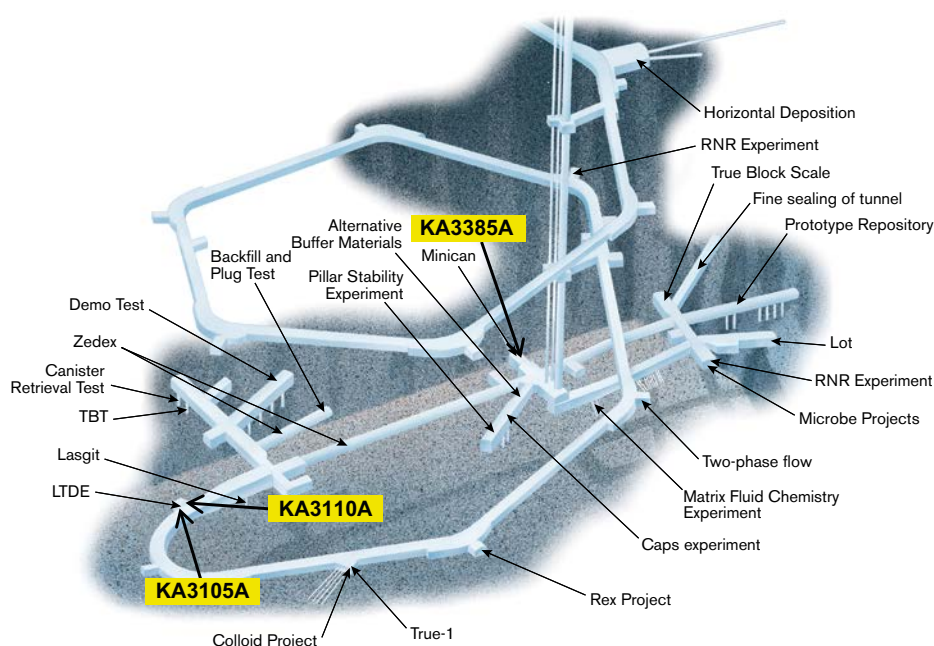 Horizontal Deposition
RNR Experiment
True Block Scale
Fine sealing of tunnel
Prototype Repository
Alternative
Buffer Materials
KA3385A
Minican
Backfill and
Plug Test
Pillar Stability
Experiment
Demo Test
Zedex
Canister
Retrieval Test
TBT
Lasgit
LTDE
KA3110A
KA3105A
Colloid Project
True-1
Rex Project
Caps experiment
Matrix Fluid Chemistry
Experiment
Two-phase flow
Microbe Projects
RNR Experiment
Lot